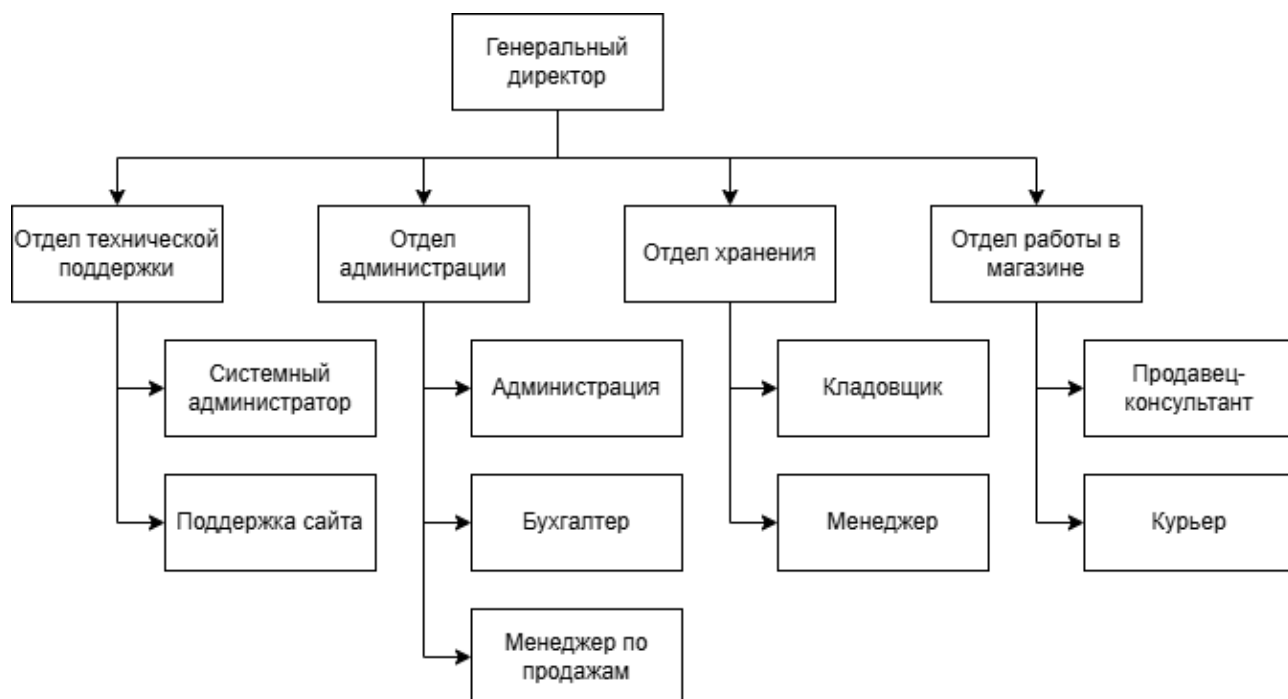 Генеральный
директор
Отдел технической
поддержки
Отдел
администрации
Отдел хранения
Отдел работы в
магазине
Системный
администратор
Администрация
Кладовщик
Продавец-
консультант
Поддержка сайта
Бухгалтер
Менеджер
Курьер
Менеджер по
продажам